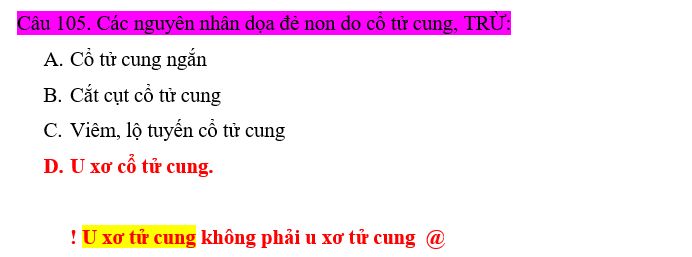 Câu 105. Các nguyên nhân dọa đẻ non do cổ tử cung, TRỪ:
A. Cổ tử cung ngắn
B. Cắt cụt cổ tử cung
C. Viêm, lộ tuyến cổ tử cung
D. U xơ cổ tử cung.
! U xơ tử cung không phải u xơ tử cung @